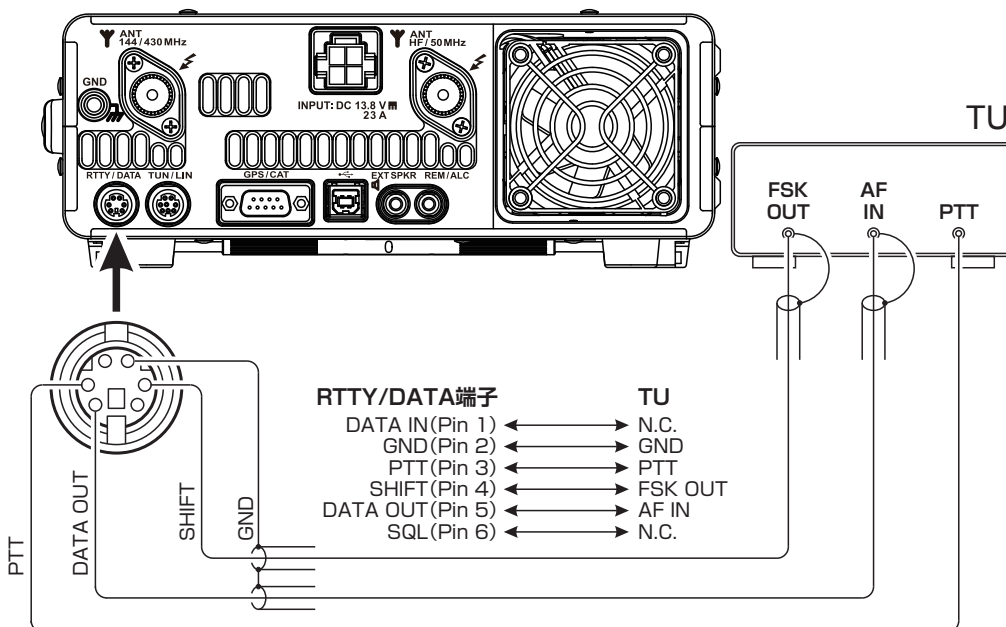 ANT
144/430MHz
ANT
HF/50MHz
GND
INPUT: DC 13.8 V
23 A
RTTY/DATA TUN/LIN GPS/CAT EXT SPKR REM/ALC
TU
FSK
OUT
AF
IN
PTT
RTTY/DATA端子 TU
DATA IN(Pin 1) N.C.
GND(Pin 2) GND
PTT(Pin 3) PTT
SHIFT(Pin 4) FSK OUT
DATA OUT(Pin 5) AF IN
SQL(Pin 6) N.C.
PTT
DATA OUT
SHIFT
GND